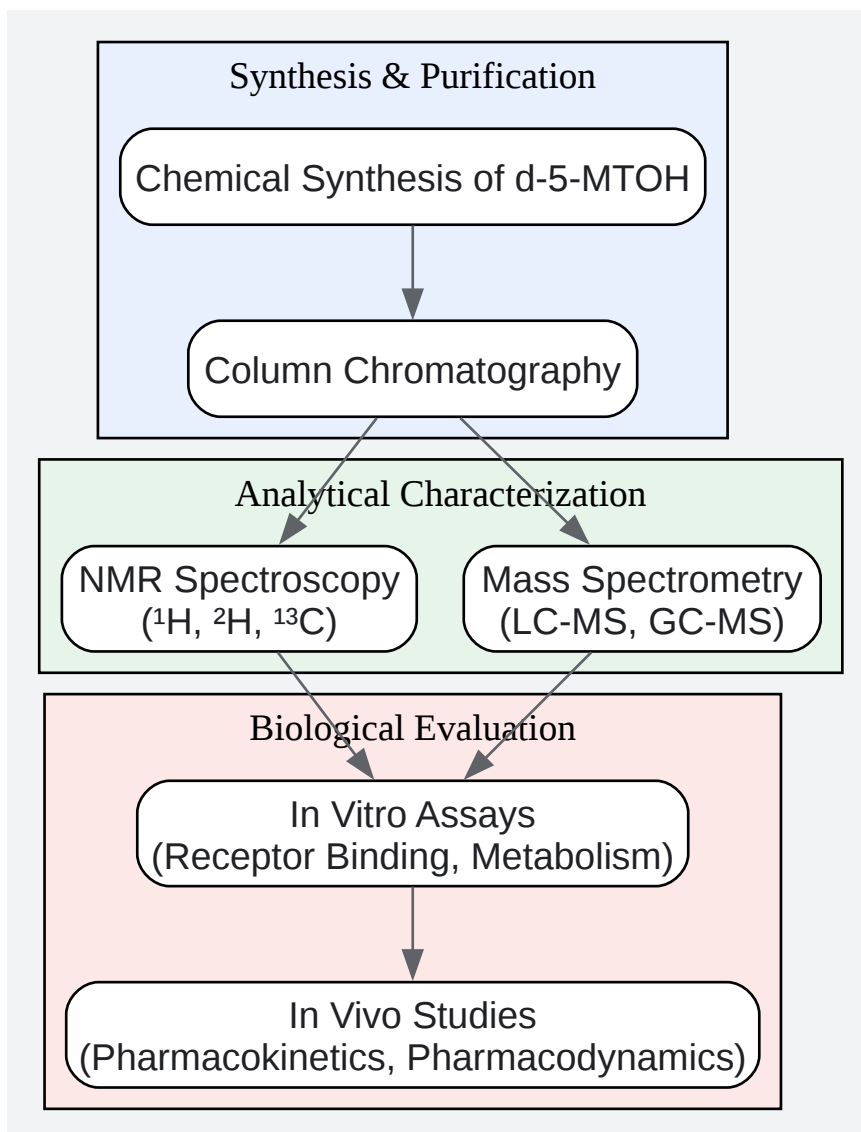 Synthesis & Purification
Chemical Synthesis of d-5-MTOH
Column Chromatography
Analytical Characterization
NMR Spectroscopy
(¹H, ²H, ¹³C)
Mass Spectrometry
(LC-MS, GC-MS)
Biological Evaluation
In Vitro Assays
(Receptor Binding, Metabolism)
In Vivo Studies
(Pharmacokinetics, Pharmacodynamics)